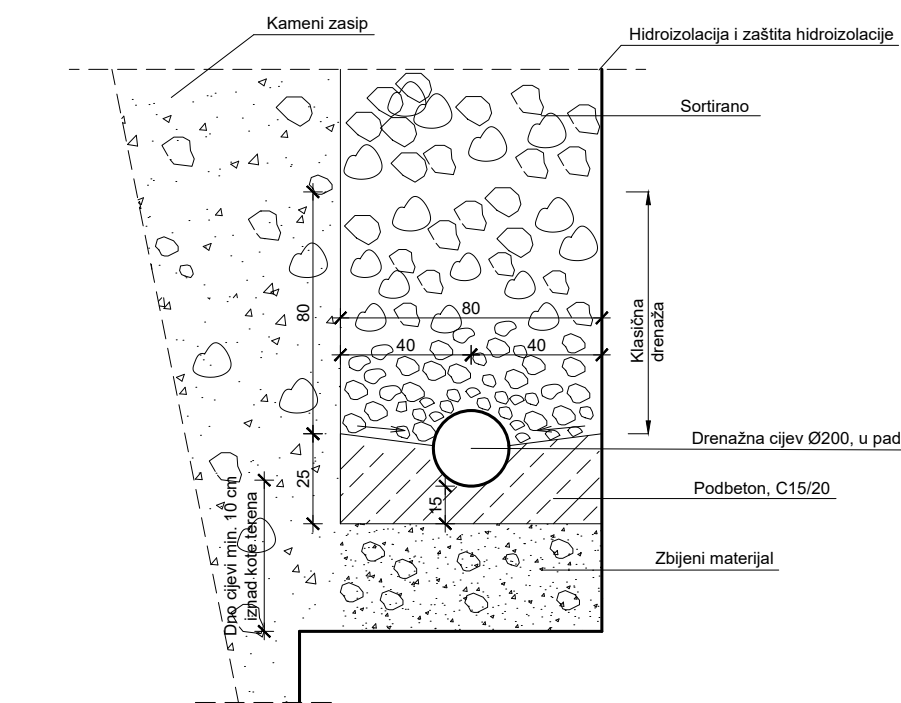 Kameni zasip
Hidroizolacija i zaštita hidroizolacije
Sortirano
80
80
40
40
Klasična
drenaža
Drenažna cijev Ø200, u pad
25
15
Podbeton, C15/20
Dno cijevi min. 10 cm
iznad kote terena
Zbijeni materijal